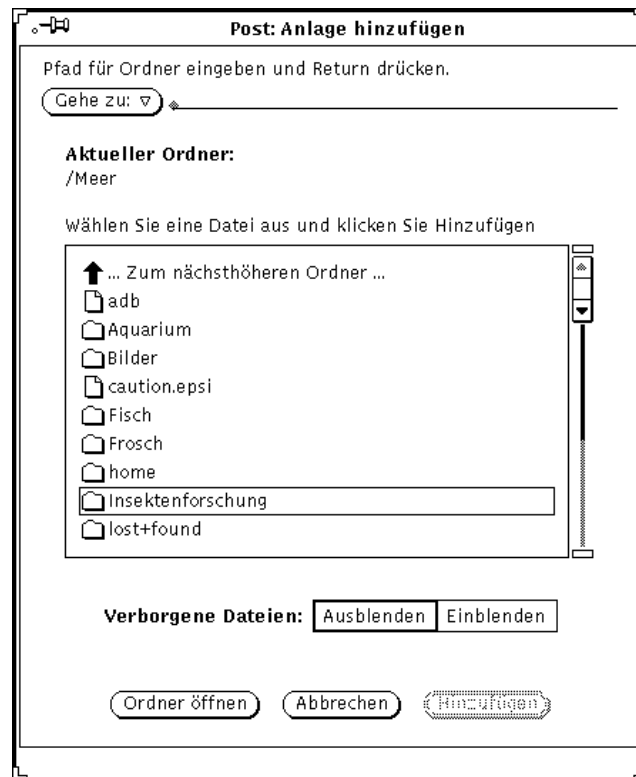 Post: Anlage hinzufügen
Pfad für Ordner eingeben und Return drücken.
Gehe zu:
Aktueller Ordner:
/Meer
Wählen Sie eine Datei aus und klicken Sie Hinzufügen
... Zum nächsthöheren Ordner ...
adb
Aquarium
Bilder
caution.epsi
Fisch
Frosch
home
Insektenforschung
lost+found
Verborgene Dateien: Ausblenden Einblenden
Ordner öffnen Abbrechen Hinzufügen